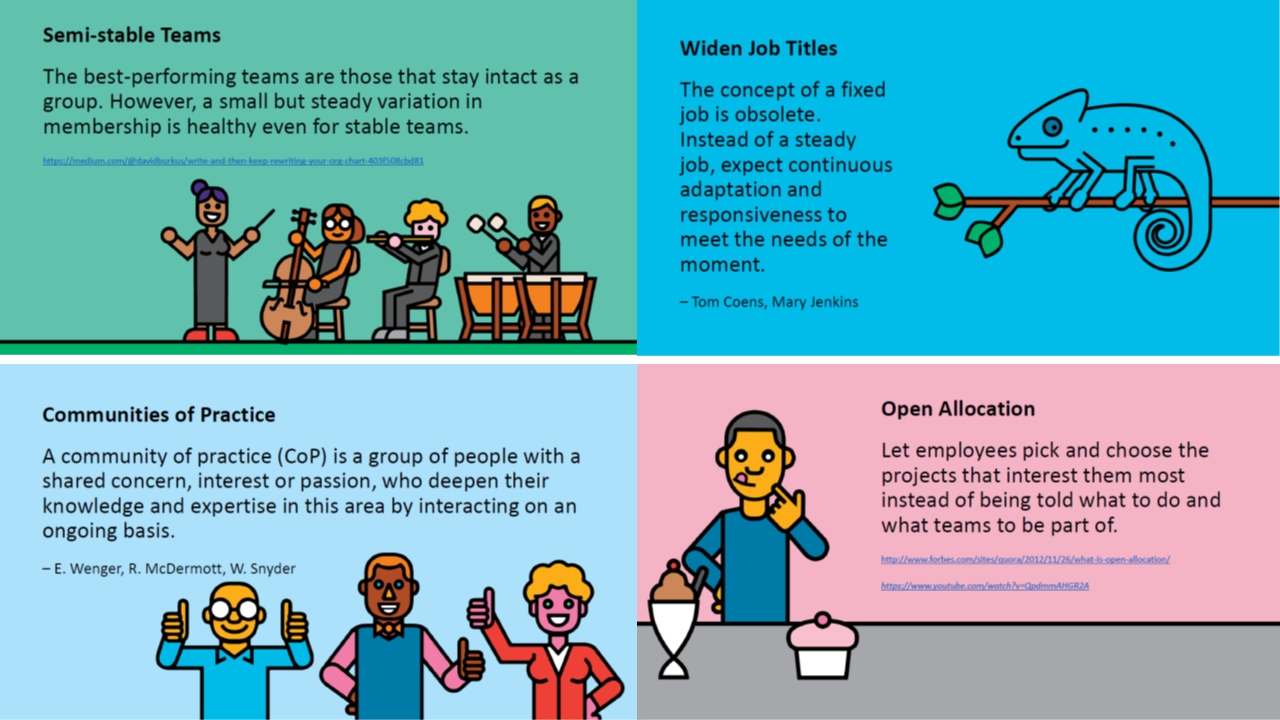 Semi-stable Teams
The best-performing teams are those that stay intact as a
group. However, a small but steady variation in
membership is healthy even for stable teams.
https://medium.com/@davidburkus/write-and-then-keep-rewriting-your-org-chart-403f508cbd81
Widen Job Titles
The concept of a fixed
job is obsolete.
Instead of a steady
job, expect continuous
adaptation and
responsiveness to
meet the needs of the
moment.
– Tom Coens, Mary Jenkins
Communities of Practice
A community of practice (CoP) is a group of people with a
shared concern, interest or passion, who deepen their
knowledge and expertise in this area by interacting on an
ongoing basis.
– E. Wenger, R. McDermott, W. Snyder
Open Allocation
Let employees pick and choose the
projects that interest them most
instead of being told what to do and
what teams to be part of.
http://www.forbes.com/sites/quora/2012/11/26/what-is-open-allocation/
https://www.youtube.com/watch?v=QpdmmAHGR2A